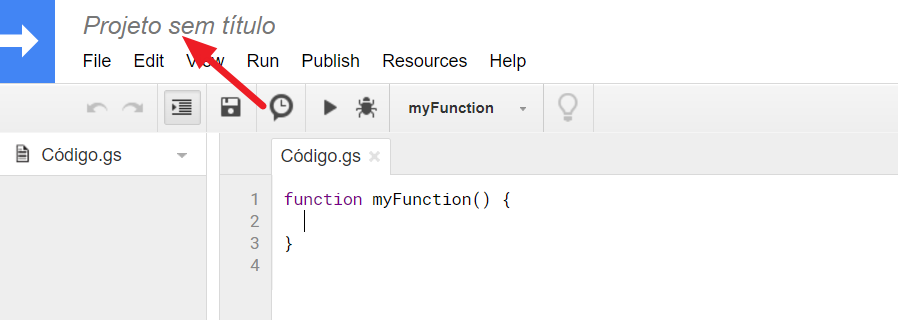 Projeto sem título
File Edit View Run Publish Resources Help
myFunction
Código.gs
Código.gs
1 function myFunction() {
2
3 }
4